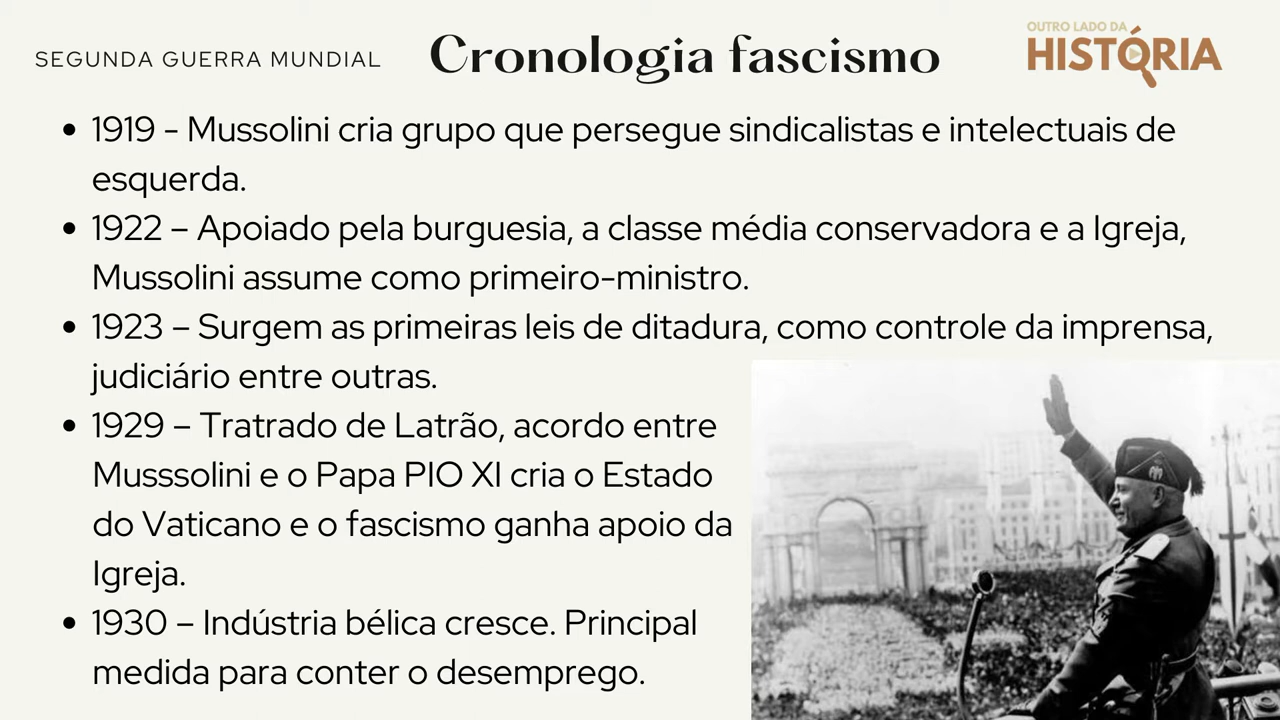 SEGUNDA GUERRA MUNDIAL
Cronologia fascismo
OUTRO LADO DA
HISTÓRIA
• 1919 - Mussolini cria grupo que persegue sindicalistas e intelectuais de
esquerda.
• 1922 – Apoiado pela burguesia, a classe média conservadora e a Igreja,
Mussolini assume como primeiro-ministro.
• 1923 – Surgem as primeiras leis de ditadura, como controle da imprensa,
judiciário entre outras.
• 1929 – Tratrado de Latrão, acordo entre
Musssolini e o Papa PIO XI cria o Estado
do Vaticano e o fascismo ganha apoio da
Igreja.
• 1930 – Indústria bélica cresce. Principal
medida para conter o desemprego.